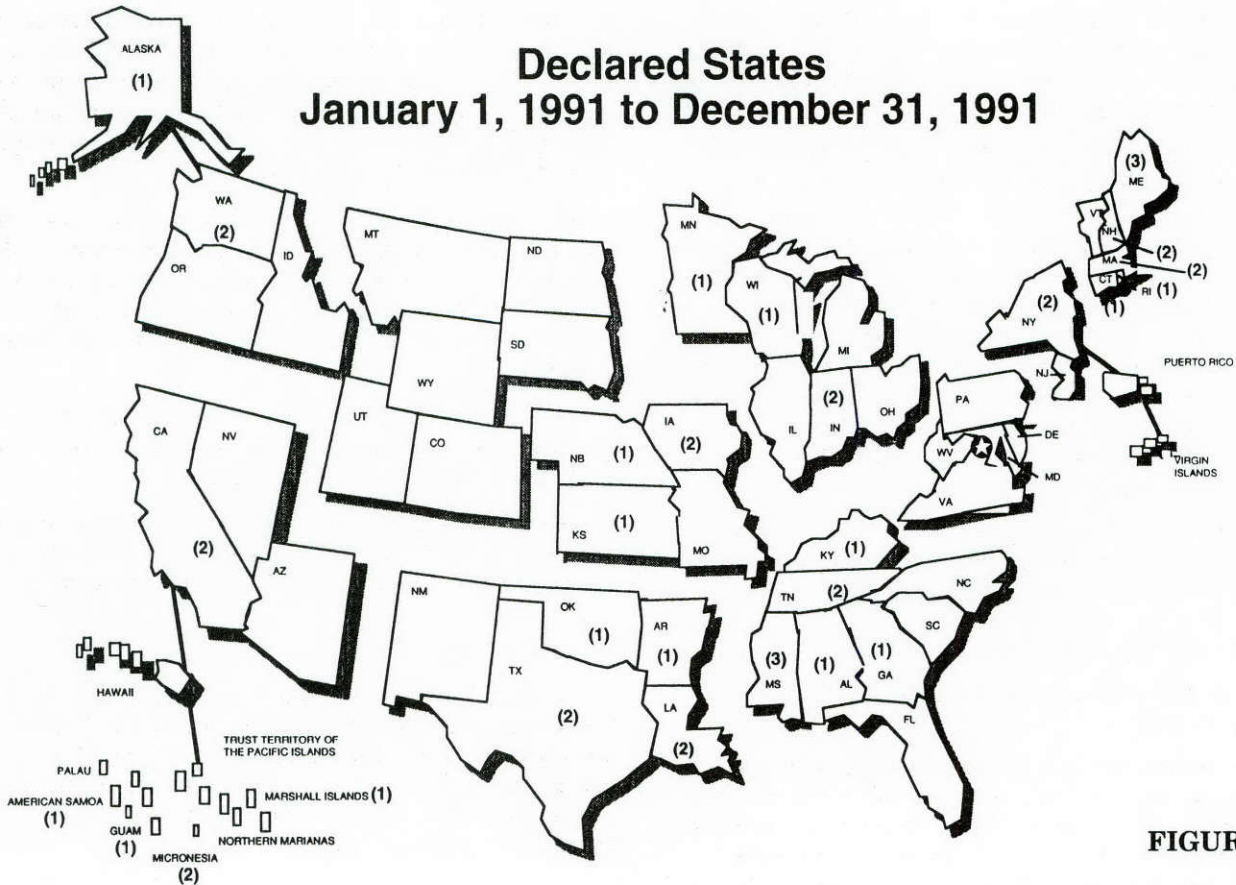 Declared States
January 1, 1991 to December 31, 1991
ALASKA
(1)
WA
(2)
OR
ID
MT
ND
SD
WY
UT
CO
CA
(2)
NV
AZ
NM
HAWAII
MN
(1)
WI
(1)
MI
IL
(2)
IN
OH
NB
(1)
IA
(2)
KS
(1)
MO
OK
(1)
TX
(2)
AR
(1)
LA
(2)
KY
(1)
TN
(2)
(3)
MS
(1)
AL
(1)
GA
NC
SC
FL
(3)
ME
VT
NH
(2)
MA
(2)
CT
(1)
RI (1)
(2)
NY
NJ
PA
DE
MD
WV
VA
PUERTO RICO
VIRGIN
ISLANDS
TRUST TERRITORY OF
THE PACIFIC ISLANDS
PALAU
AMERICAN SAMOA
(1)
GUAM
(1)
MICRONESIA
(2)
MARSHALL ISLANDS (1)
NORTHERN MARIANAS
FIGUR